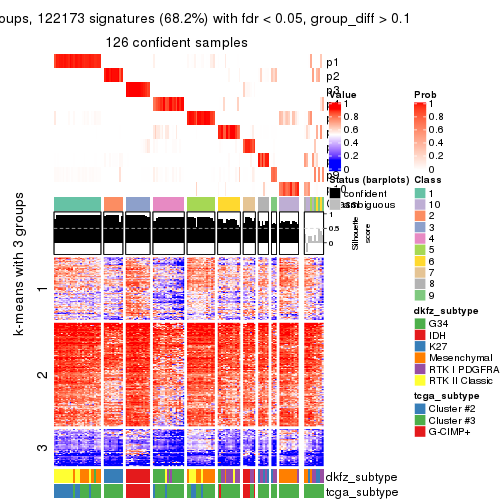 oups, 122173 signatures (68.2%) with fdr < 0.05, group_diff > 0.1
126 confident samples
p1
p2
p3
Value
1
0.8
0.6
0.4
0.2
0
Prob
1
0.8
0.6
0.4
0.2
0
Status (barplots)
confident
ambiguous
Class
1
10
2
3
4
5
6
7
8
9
1
0.5
0
Silhouette
score
k-means with 3 groups
1
2
3
dkfz_subtype
G34
IDH
K27
Mesenchymal
RTK I PDGFRA
RTK II Classic
tcga_subtype
Cluster #2
Cluster #3
G-CIMP+
dkfz_subtype
tcga_subtype